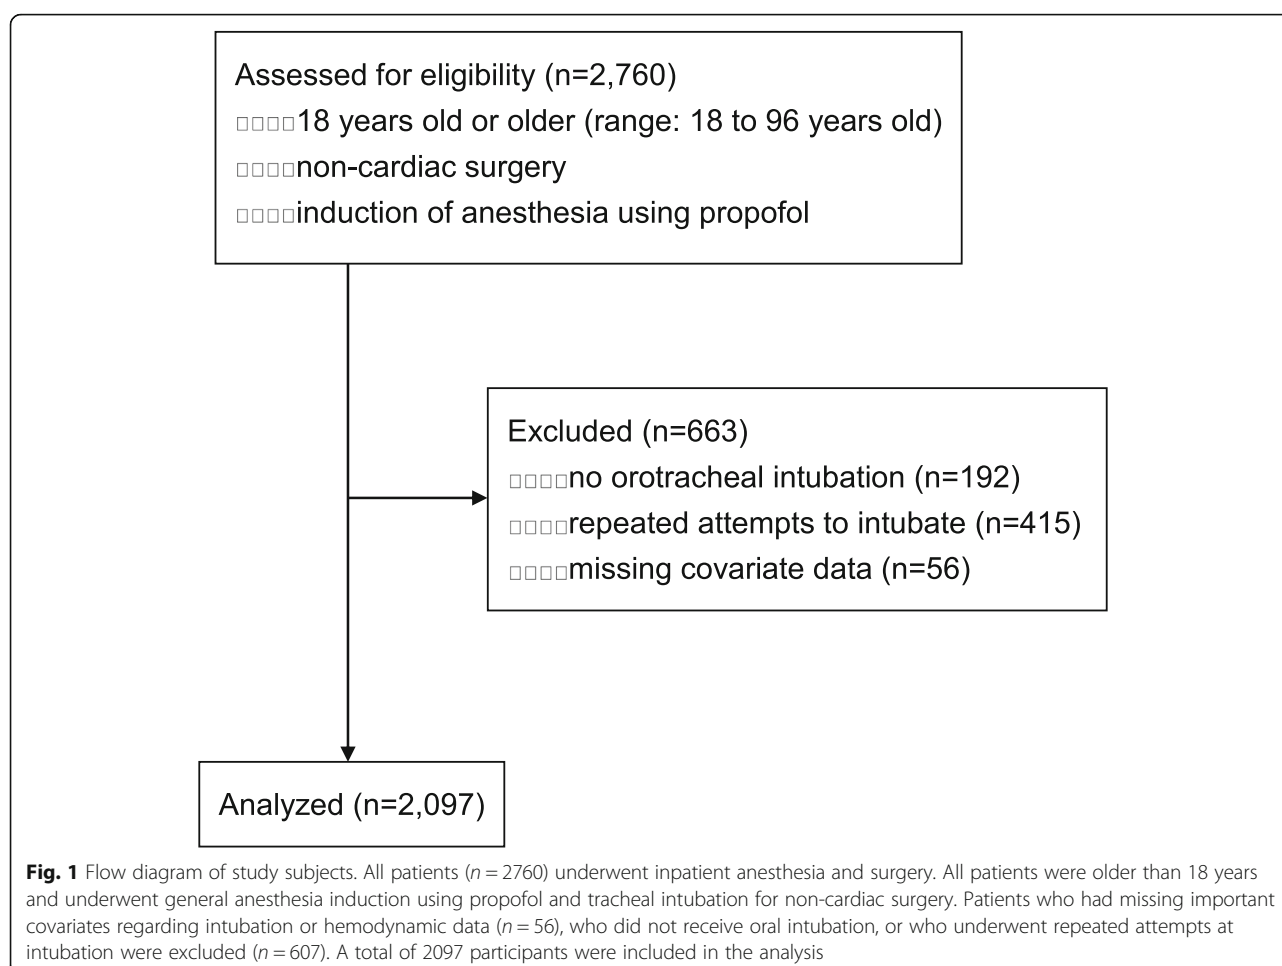 Assessed for eligibility (n=2,760)
□□□□18 years old or older (range: 18 to 96 years old)
□□□□non-cardiac surgery
□□□□induction of anesthesia using propofol
Excluded (n=663)
□□□□no orotracheal intubation (n=192)
□□□□repeated attempts to intubate (n=415)
□□□□missing covariate data (n=56)
Analyzed (n=2,097)
Fig. 1 Flow diagram of study subjects. All patients (n = 2760) underwent inpatient anesthesia and surgery. All patients were older than 18 years
and underwent general anesthesia induction using propofol and tracheal intubation for non-cardiac surgery. Patients who had missing important
covariates regarding intubation or hemodynamic data (n = 56), who did not receive oral intubation, or who underwent repeated attempts at
intubation were excluded (n = 607). A total of 2097 participants were included in the analysis